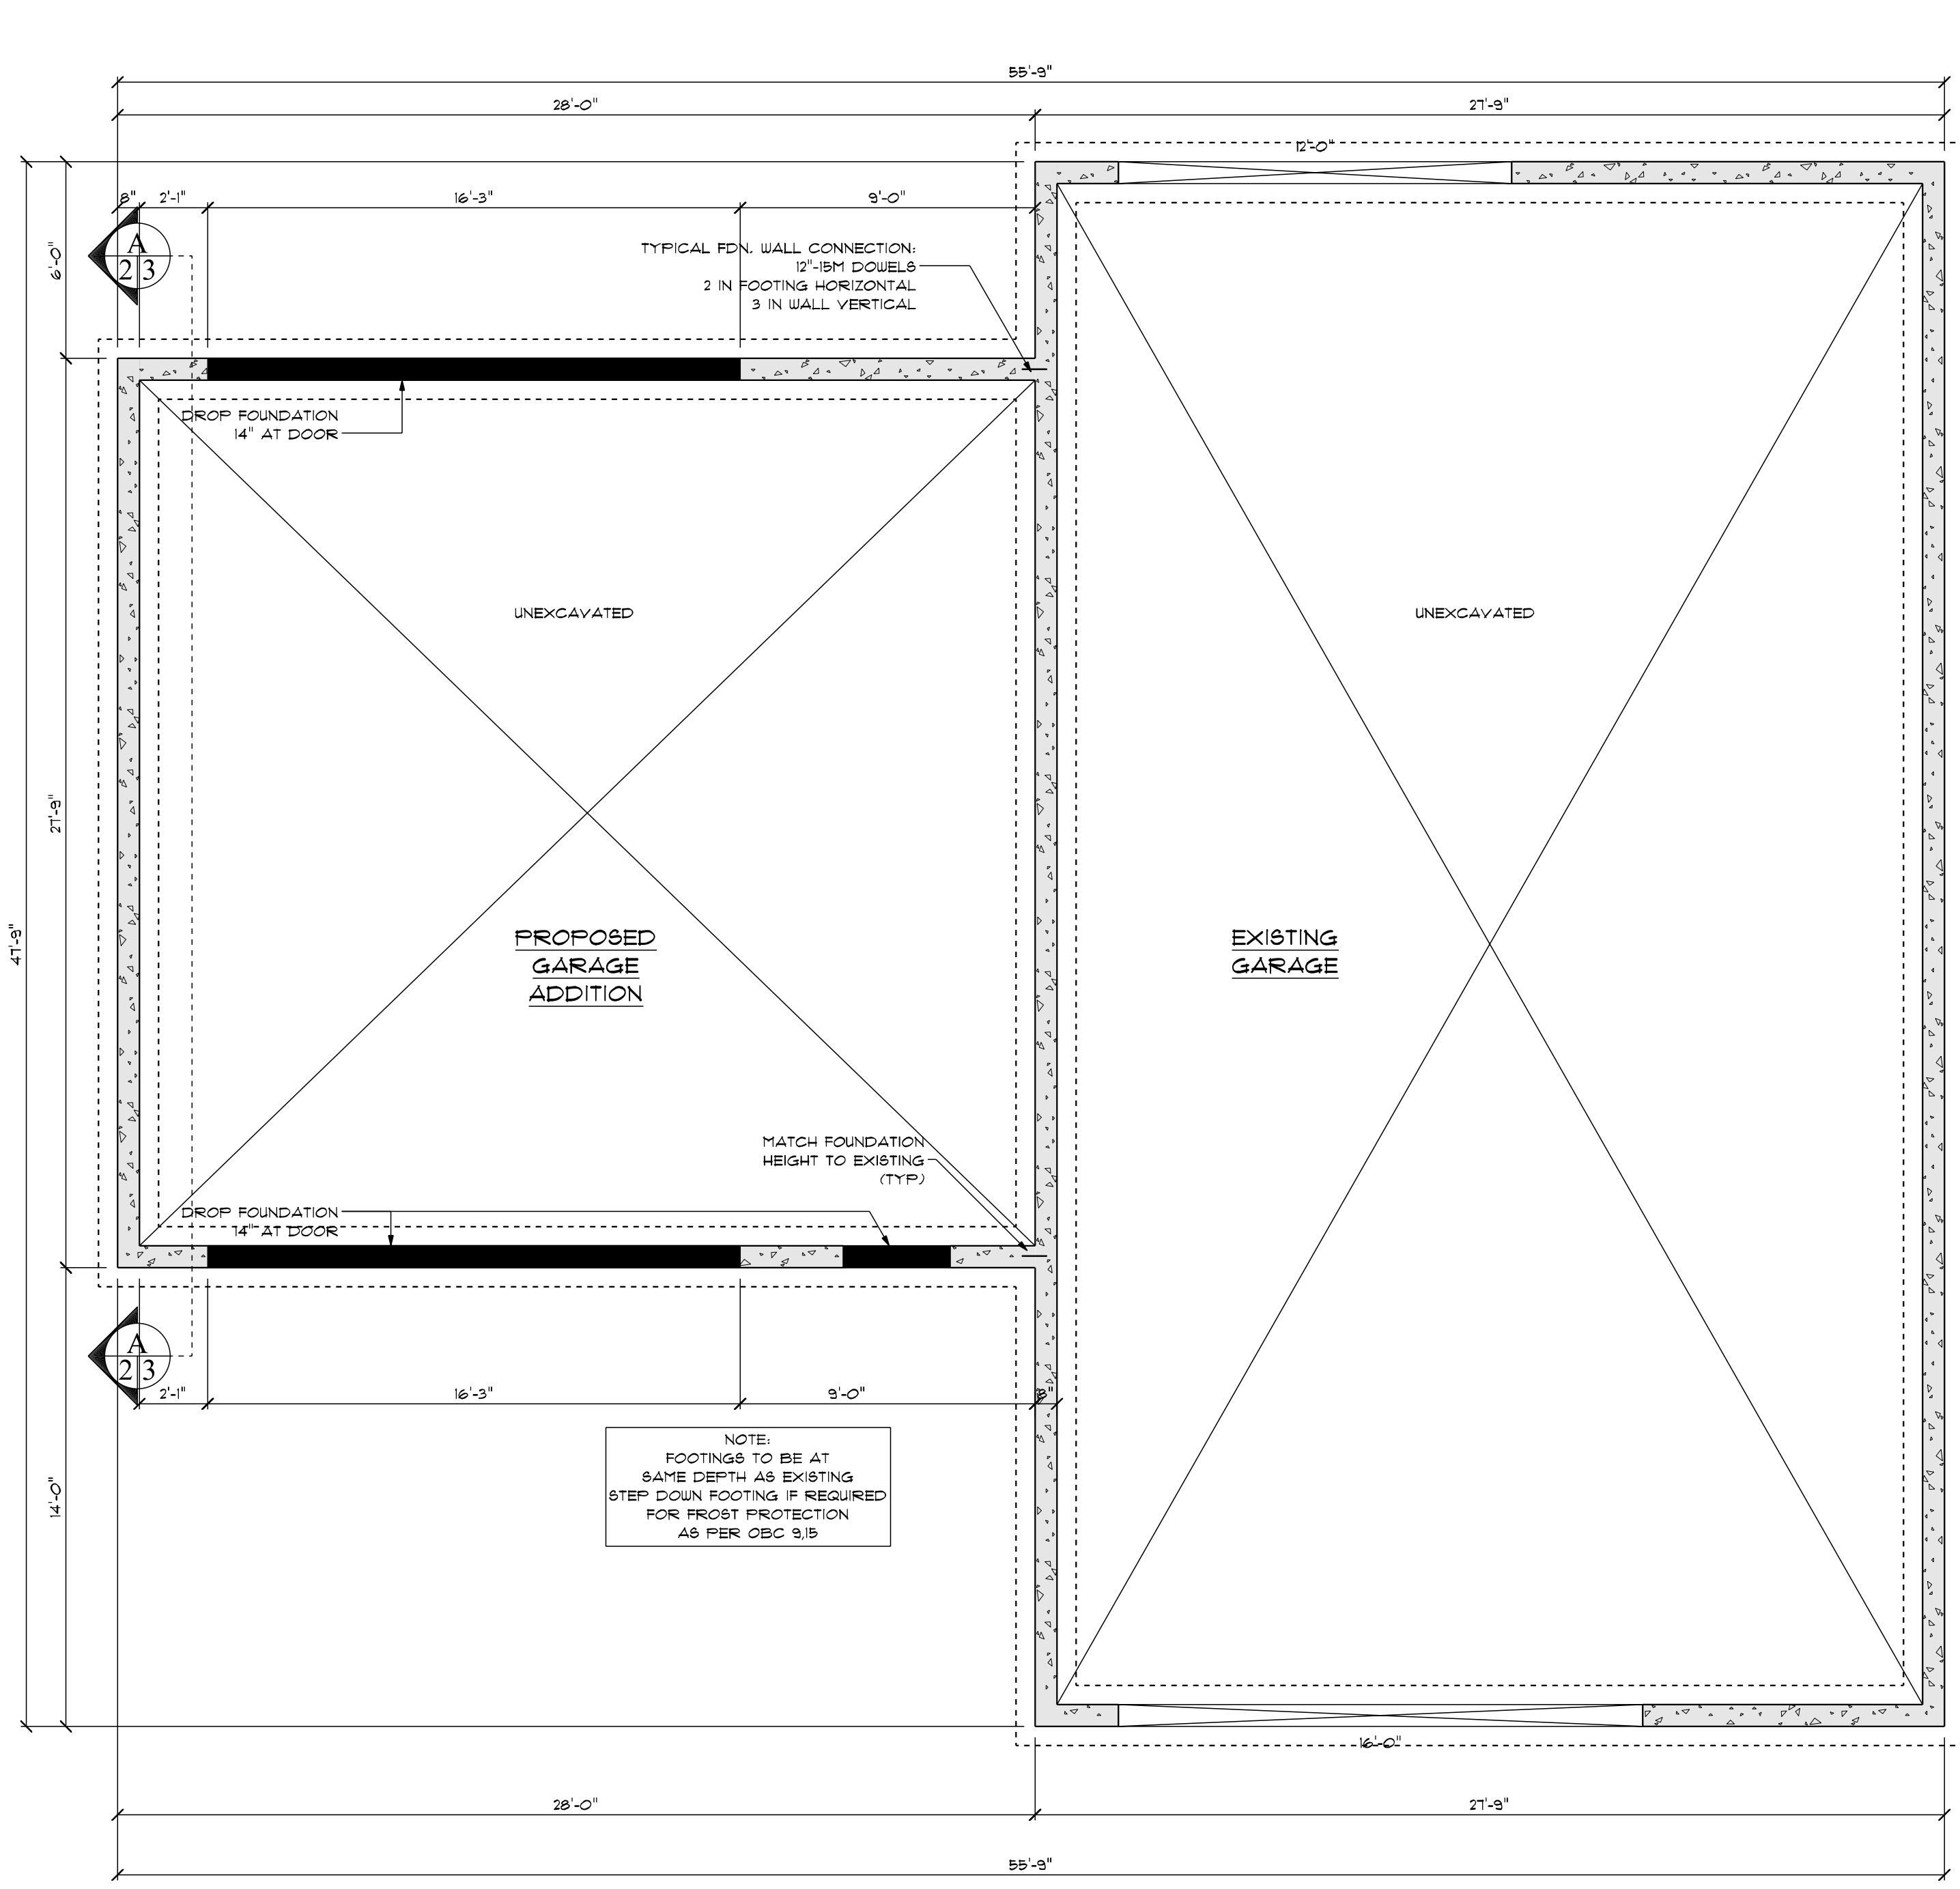 55'-9"
28'-0"
27'-9"
12'-0"
8"
2'-1"
16'-3"
9'-0"
6'-0"
A
2 3
TYPICAL FDN. WALL CONNECTION:
12"-15M DOWELS
2 IN FOOTING HORIZONTAL
3 IN WALL VERTICAL
DROP FOUNDATION
14" AT DOOR
UNEXCAVATED
UNEXCAVATED
27'-9"
47'-9"
PROPOSED
GARAGE
ADDITION
EXISTING
GARAGE
MATCH FOUNDATION
HEIGHT TO EXISTING
(TYP.)
DROP FOUNDATION
14" AT DOOR
A
2 3
2'-1"
16'-3"
9'-0"
8"
14'-0"
NOTE:
FOOTINGS TO BE AT
SAME DEPTH AS EXISTING
STEP DOWN FOOTING IF REQUIRED
FOR FROST PROTECTION
AS PER OBC 9,15
16'-0"
28'-0"
27'-9"
55'-9"